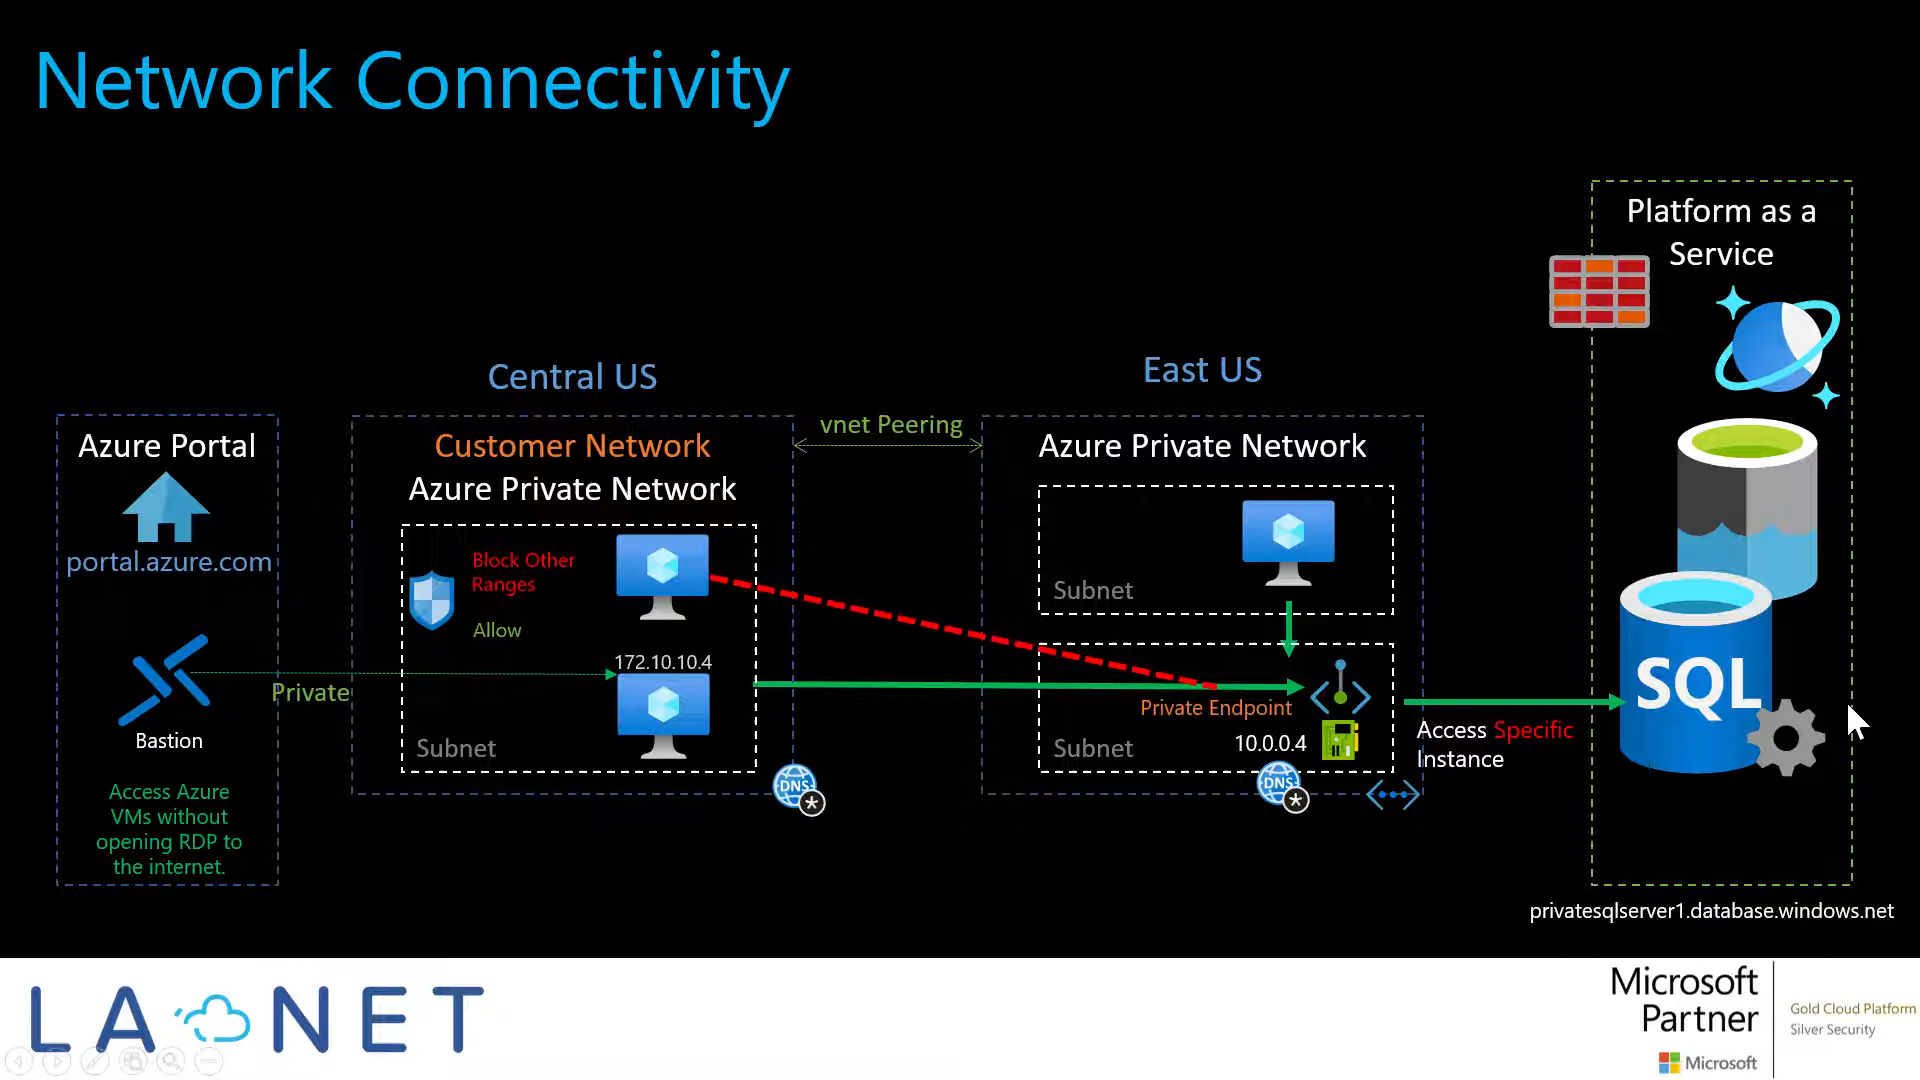 Network Connectivity
Platform as a
Service
Central US
East US
Azure Portal
portal.azure.com
Bastion
Access Azure
VMs without
opening RDP to
the internet.
Private
Customer Network
Azure Private Network
Block Other
Ranges
Allow
172.10.10.4
Subnet
DNS
*
vnet Peering
Azure Private Network
Subnet
Private Endpoint
Subnet
10.0.0.4
DNS
*
Access Specific
Instance
SQL
privatesqlserver1.database.windows.net
LA NET
Microsoft
Partner
Microsoft
Gold Cloud Platform
Silver Security